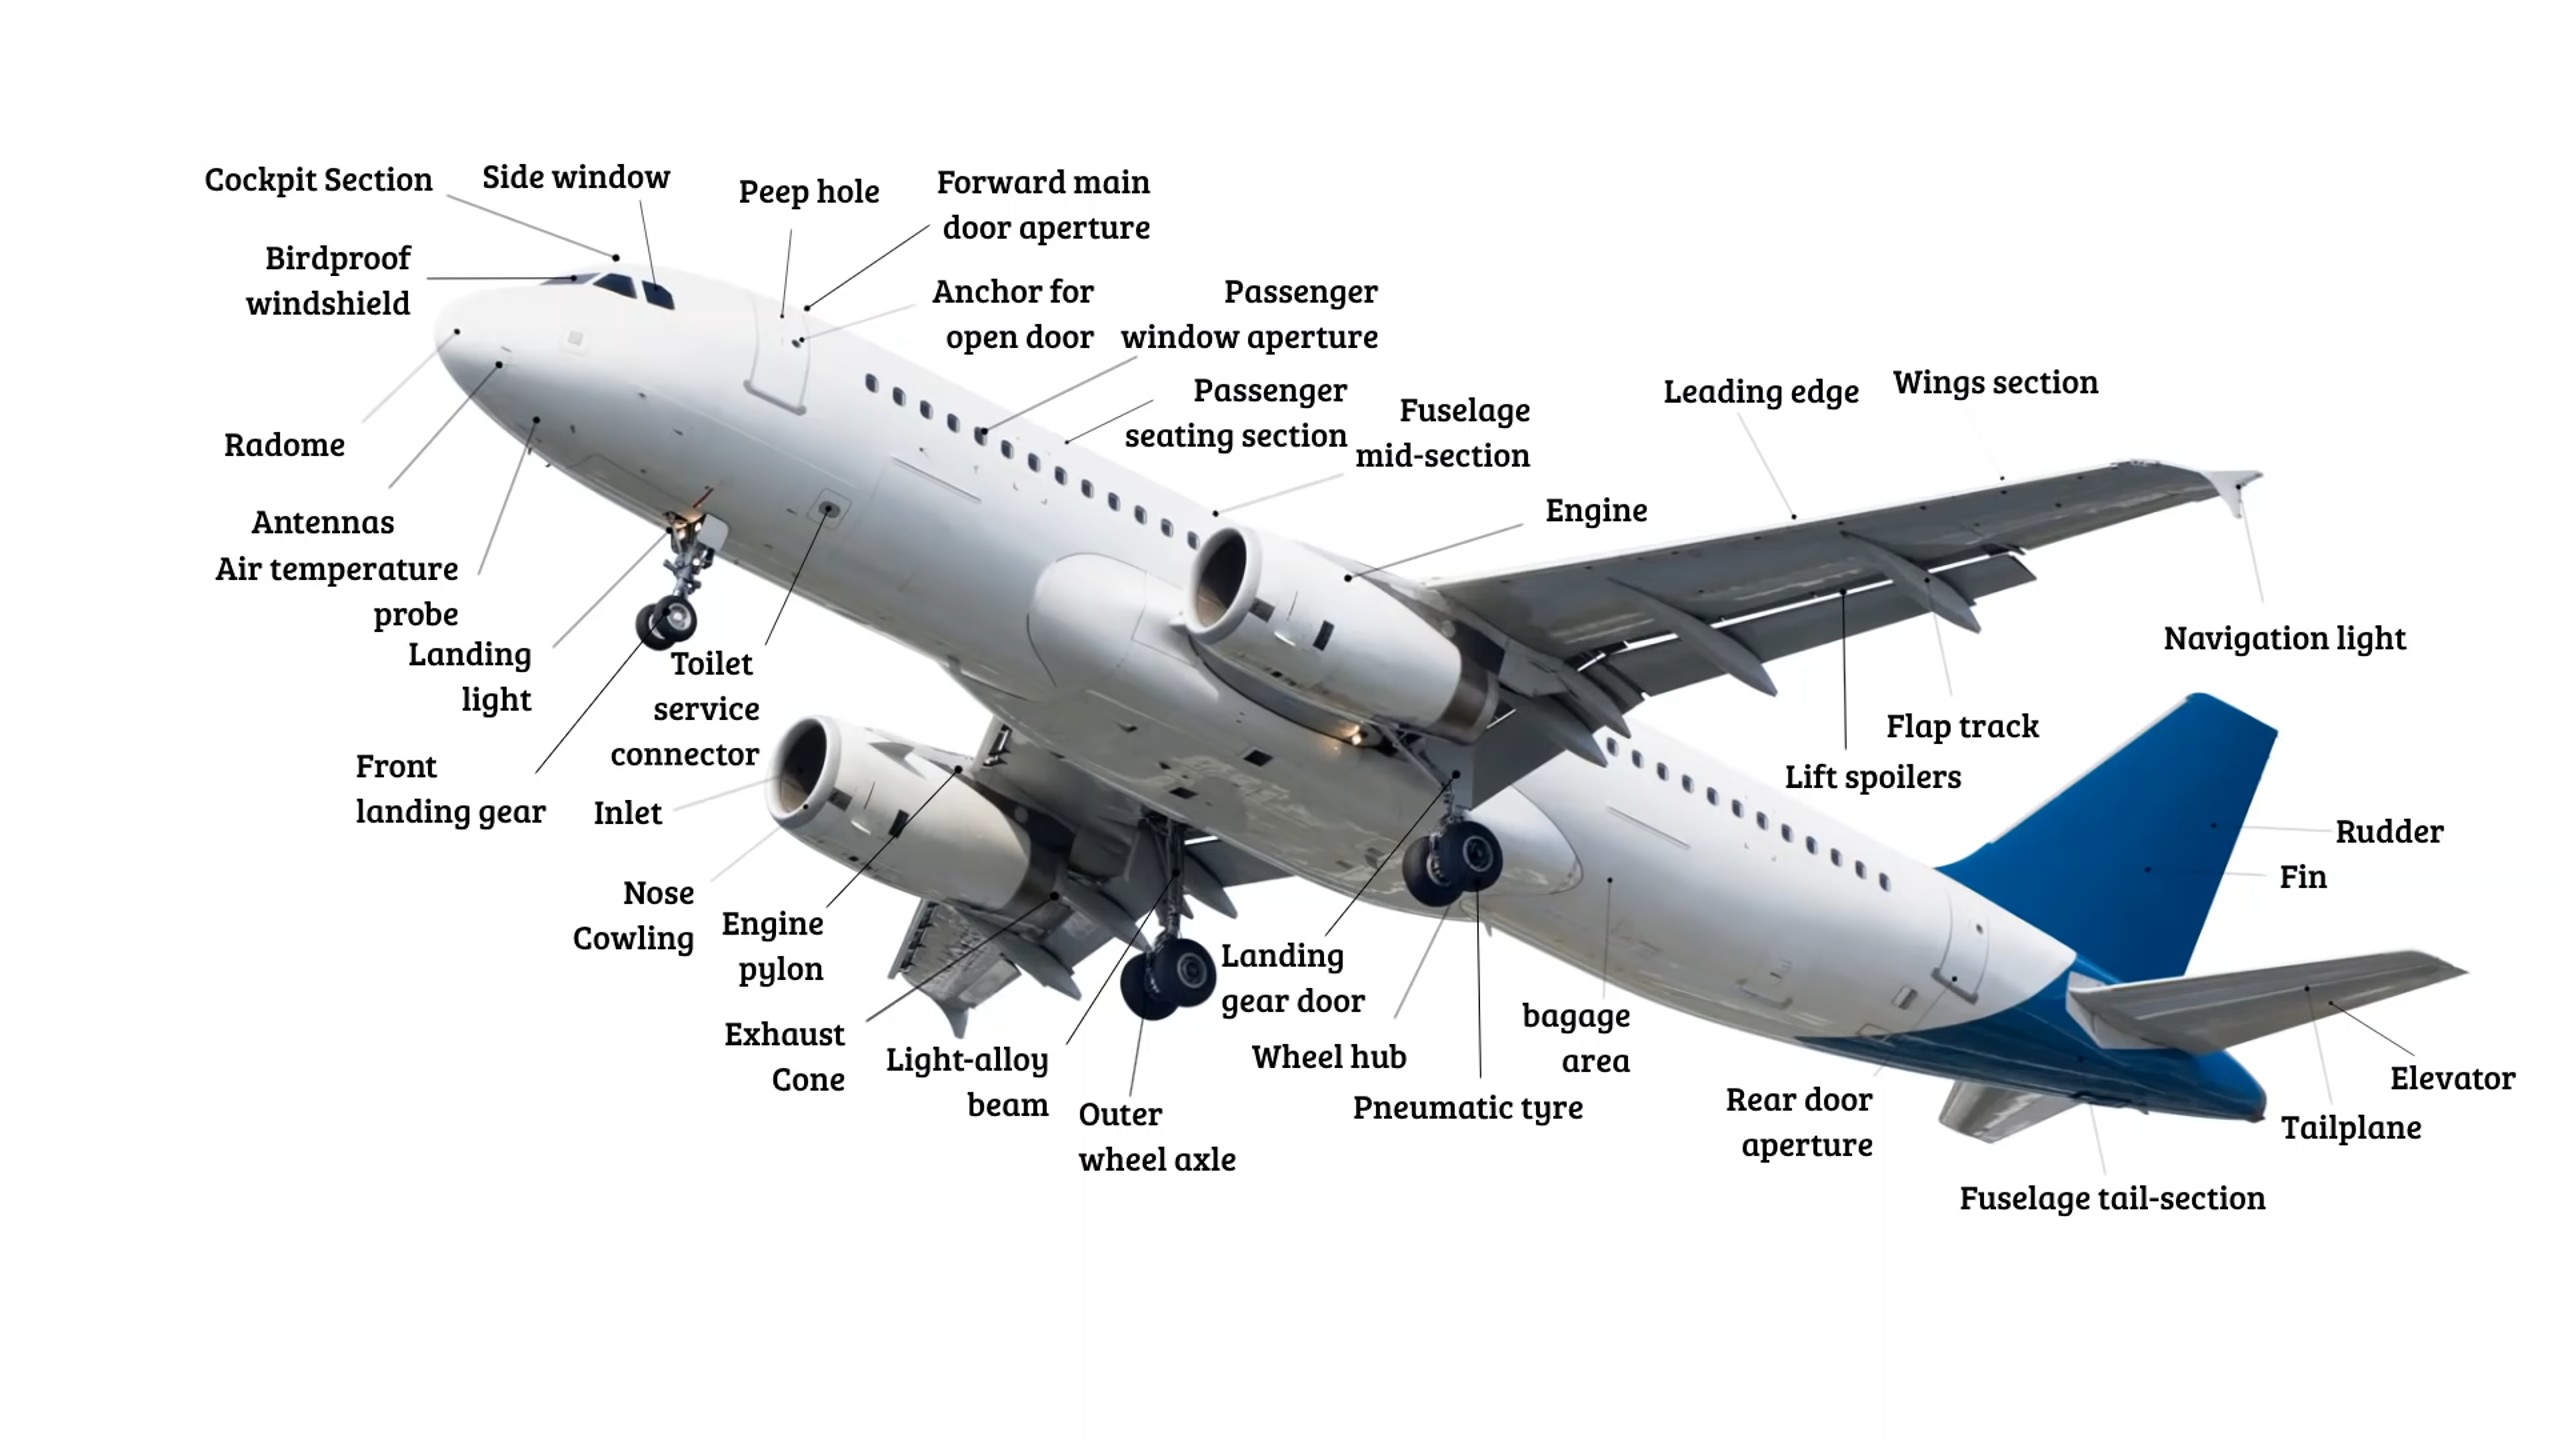 Cockpit Section
Side window
Peep hole
Forward main
door aperture
Birdproof
windshield
Anchor for
open door
Passenger
window aperture
Passenger
seating section
Fuselage
mid-section
Leading edge
Wings section
Radome
Engine
Antennas
Air temperature
probe
Landing
light
Toilet
service
connector
Navigation light
Flap track
Lift spoilers
Front
landing gear
Inlet
Rudder
Fin
Nose
Cowling
Engine
pylon
Landing
gear door
bagage
area
Exhaust
Cone
Light-alloy
beam
Wheel hub
Elevator
Outer
wheel axle
Pneumatic tyre
Rear door
aperture
Tailplane
Fuselage tail-section